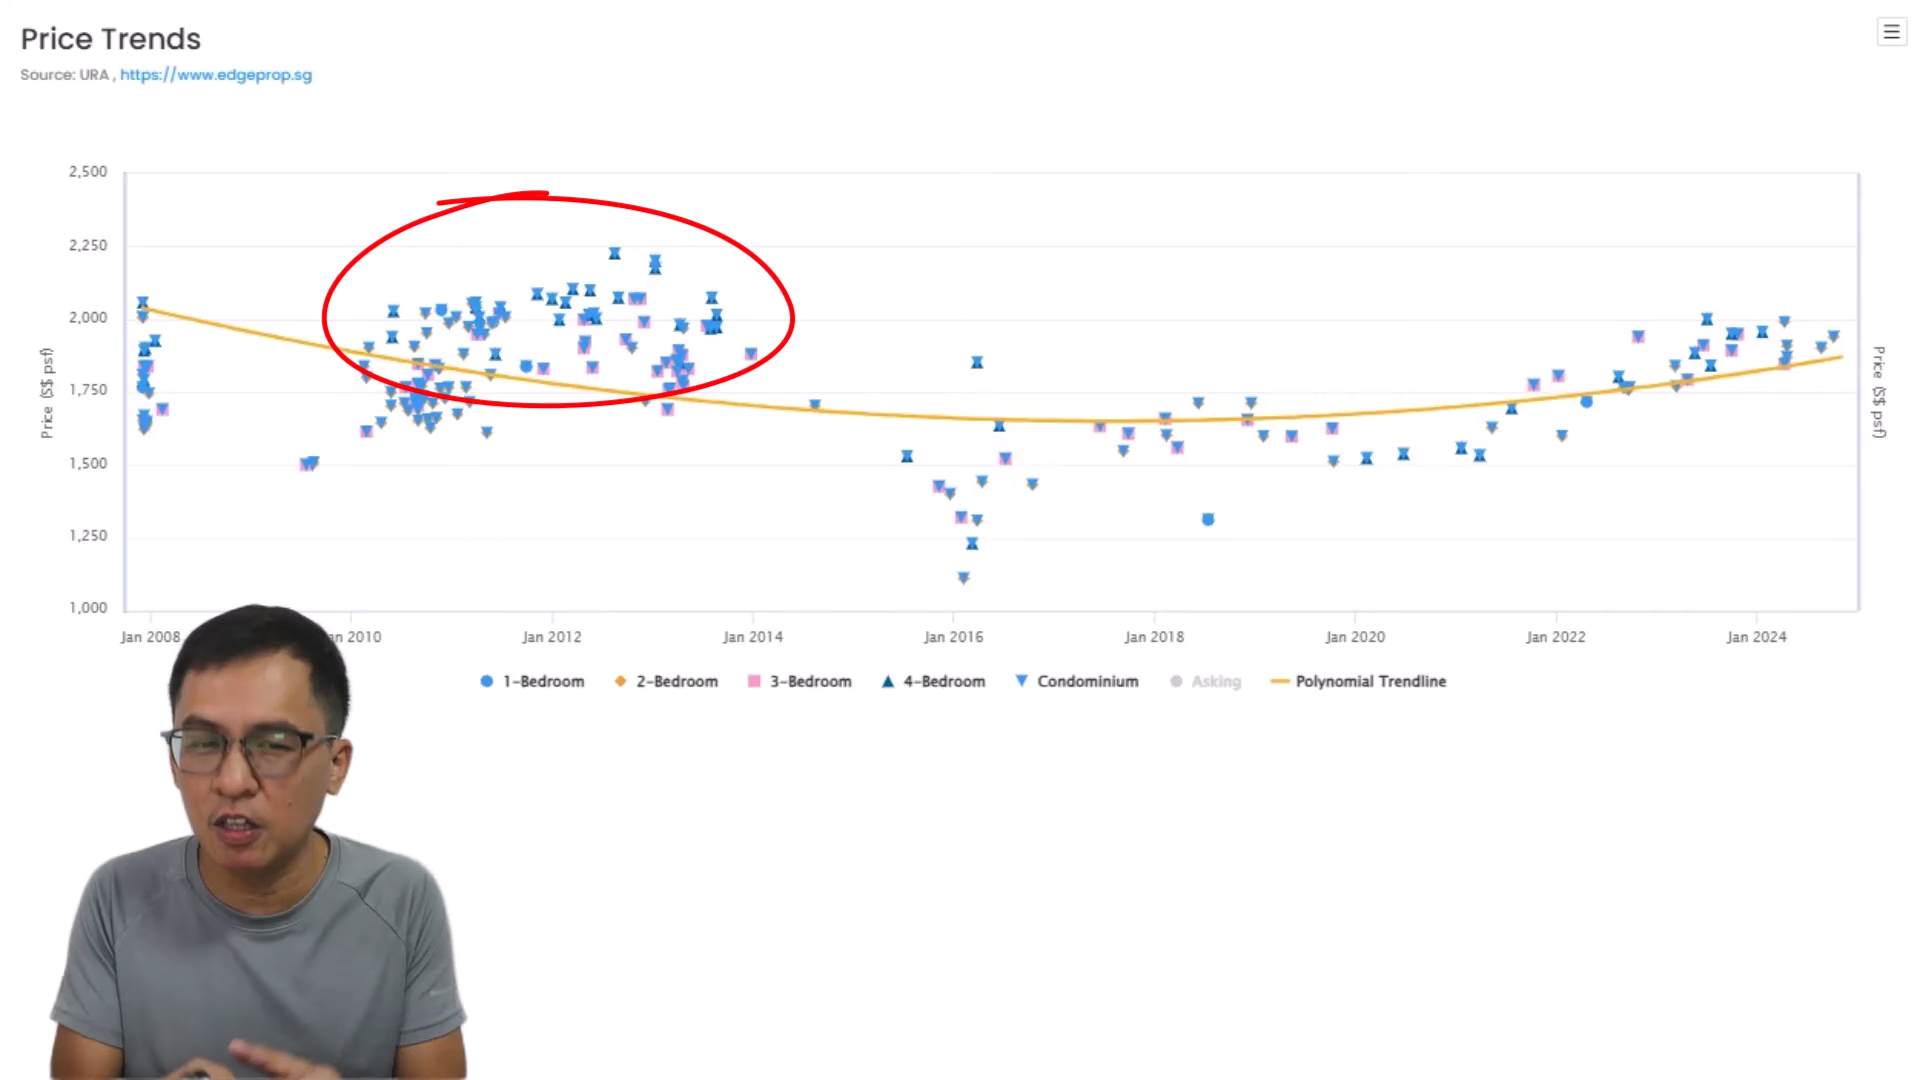 Price Trends
Source: URA , https://www.edgeprop.sg
2,500
2,250
2,000
1,750
1,500
1,250
1,000
Price (S$ psf)
Price (S$ psf)
Jan 2008 an 2010 Jan 2012 Jan 2014 Jan 2016 Jan 2018 Jan 2020 Jan 2022 Jan 2024
1-Bedroom 2-Bedroom 3-Bedroom 4-Bedroom Condominium Asking Polynomial Trendline